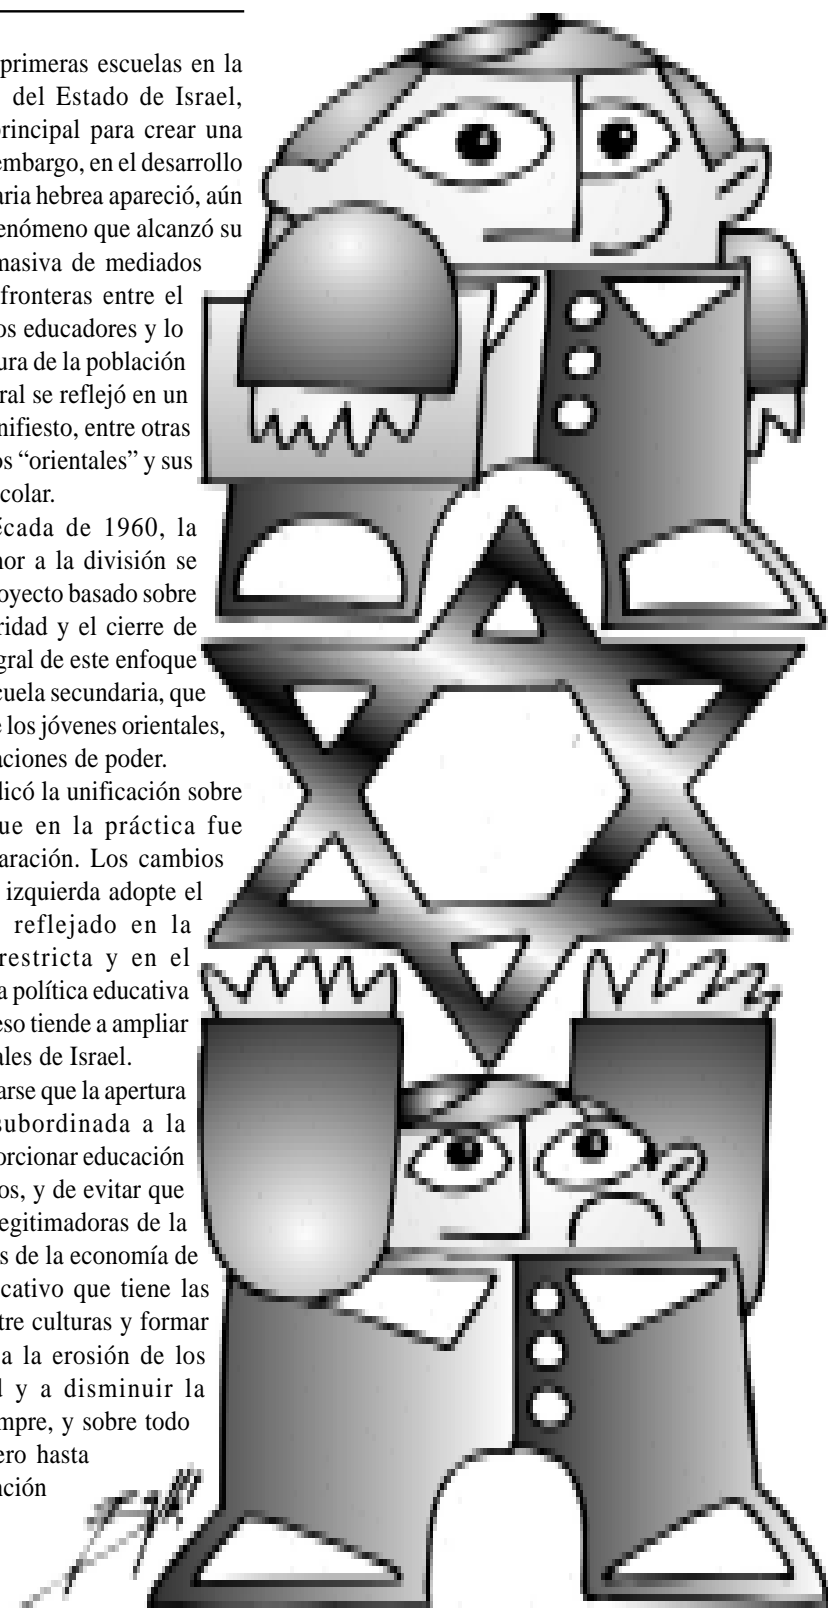 primeras escuelas en la
del Estado de Israel,
principal para crear una
embargo, en el desarrollo
aria hebrea apareció, aún
enómeno que alcanzó su
masiva de mediados
fronteras entre el
os educadores y lo
ura de la población
ral se reflejó en un
nifiesto, entre otras
os “orientales” y sus
colar.
écada de 1960, la
nor a la división se
oyecto basado sobre
ridad y el cierre de
gral de este enfoque
cuela secundaria, que
e los jóvenes orientales,
aciones de poder.
dicó la unificación sobre
ue en la práctica fue
aración. Los cambios
izquierda adopte el
reflejado en la
restricta y en el
a política educativa
eso tiende a ampliar
ales de Israel.
arse que la apertura
subordinada a la
orcionar educación
os, y de evitar que
egitimadoras de la
s de la economía de
cativo que tiene las
tre culturas y formar
a la erosión de los
l y a disminuir la
mpre, y sobre todo
ero hasta
nción